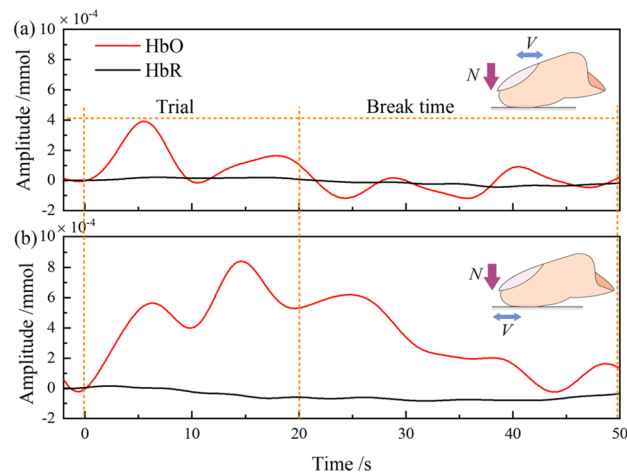 (a) 10 × 10⁻⁴
HbO
HbR
V
N
8
6
4
Trial Break time
2
0
-2
Amplitude /mmol
(b) 10 × 10⁻⁴
N
V
8
6
4
2
0
-2
Amplitude /mmol
0 10 20 30 40 50
Time /s